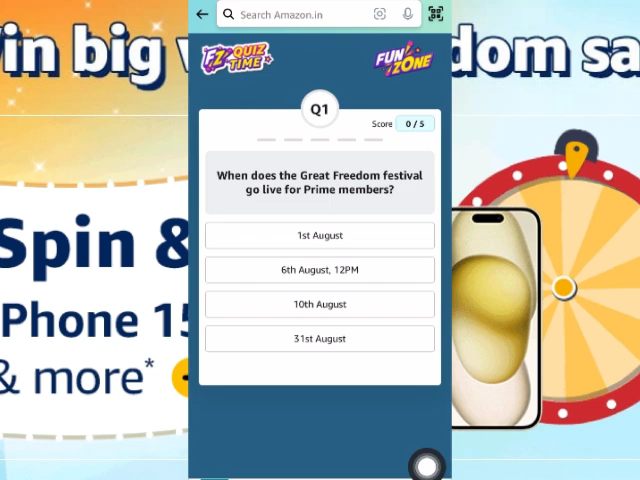 in big w
dom sa
Search Amazon.in
FZ QUIZ
TIME
FUN
ZONE
Q1
Score 0 / 5
When does the Great Freedom festival
go live for Prime members?
1st August
6th August, 12PM
10th August
31st August
Spin &
Phone 15
& more*